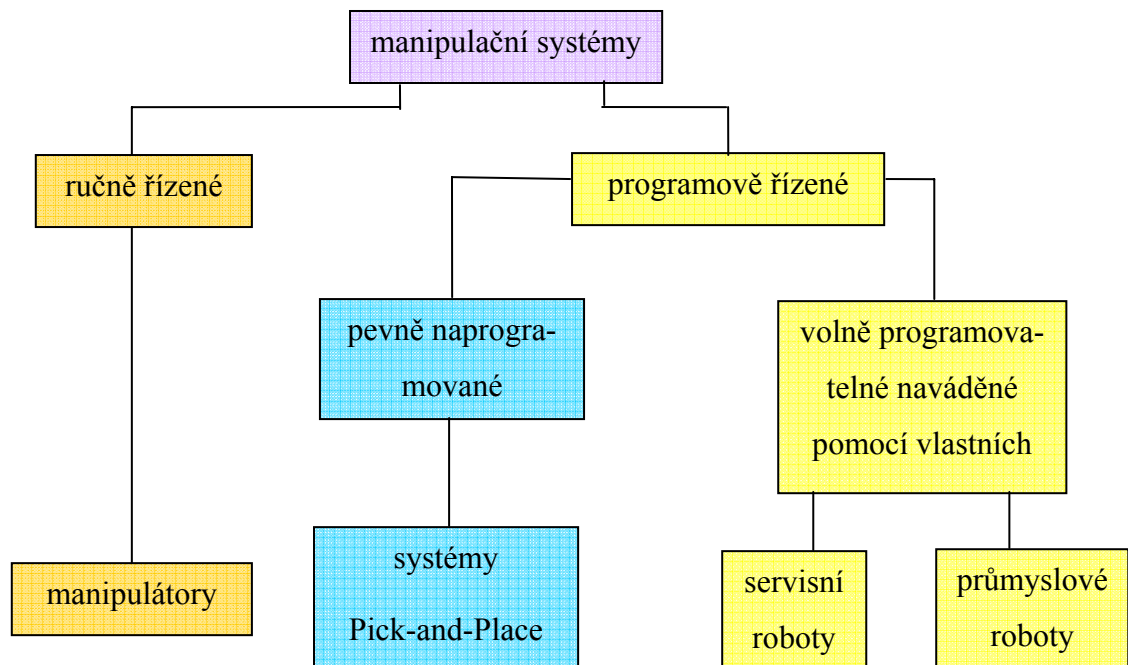 manipulační systémy
ručně řízené
programově řízené
pevně naprogra-
mované
volně programova-
telné naváděné
pomocí vlastních
manipulátory
systémy
Pick-and-Place
servisní
roboty
průmyslové
roboty